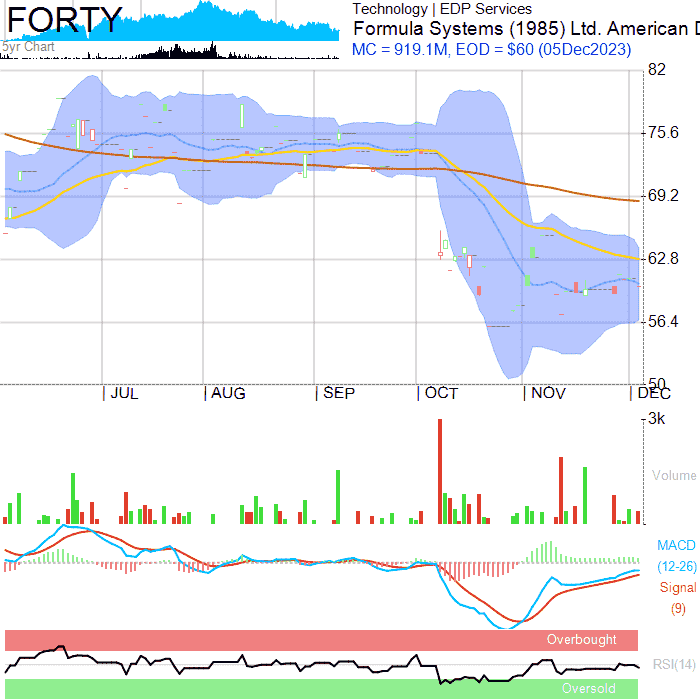 FORTY
5yr Chart
Technology | EDP Services
Formula Systems (1985) Ltd. American D
MC = 919.1M, EOD = $60 (05Dec2023)
82
75.6
69.2
62.8
56.4
50
JUL
AUG
SEP
OCT
NOV
DEC
3k
Volume
MACD
(12-26)
Signal
(9)
Overbought
RSI(14)
Oversold